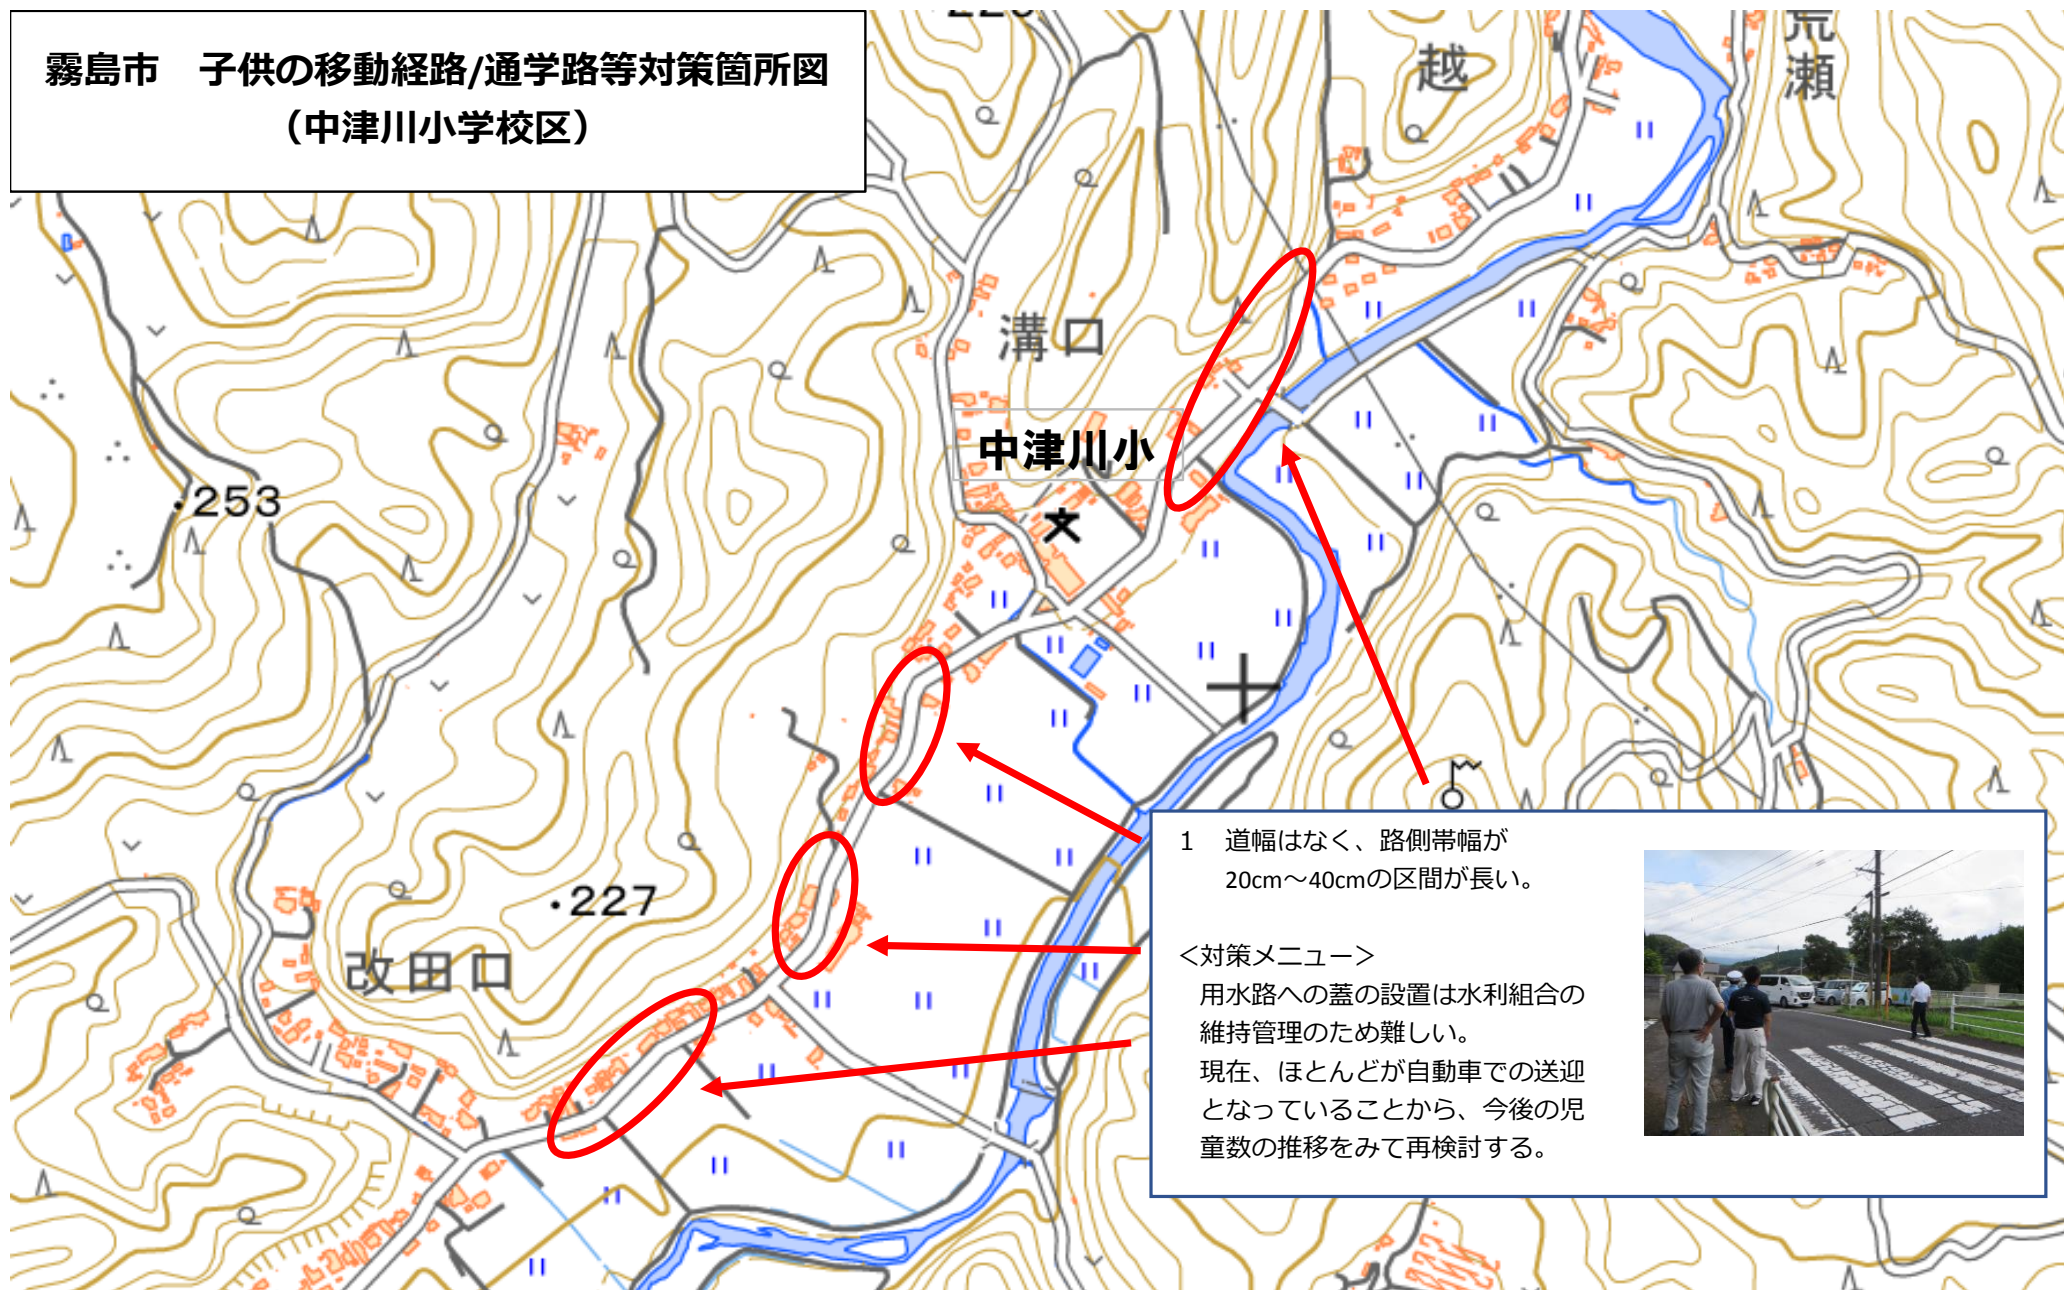 霧島市　子供の移動経路/通学路等対策箇所図
（中津川小学校区）
越
荒瀬
溝口
中津川小
253
227
改田口
1　道幅はなく、路側帯幅が
20cm～40cmの区間が長い。
＜対策メニュー＞
用水路への蓋の設置は水利組合の
維持管理のため難しい。
現在、ほとんどが自動車での送迎
となっていることから、今後の児
童数の推移をみて再検討する。